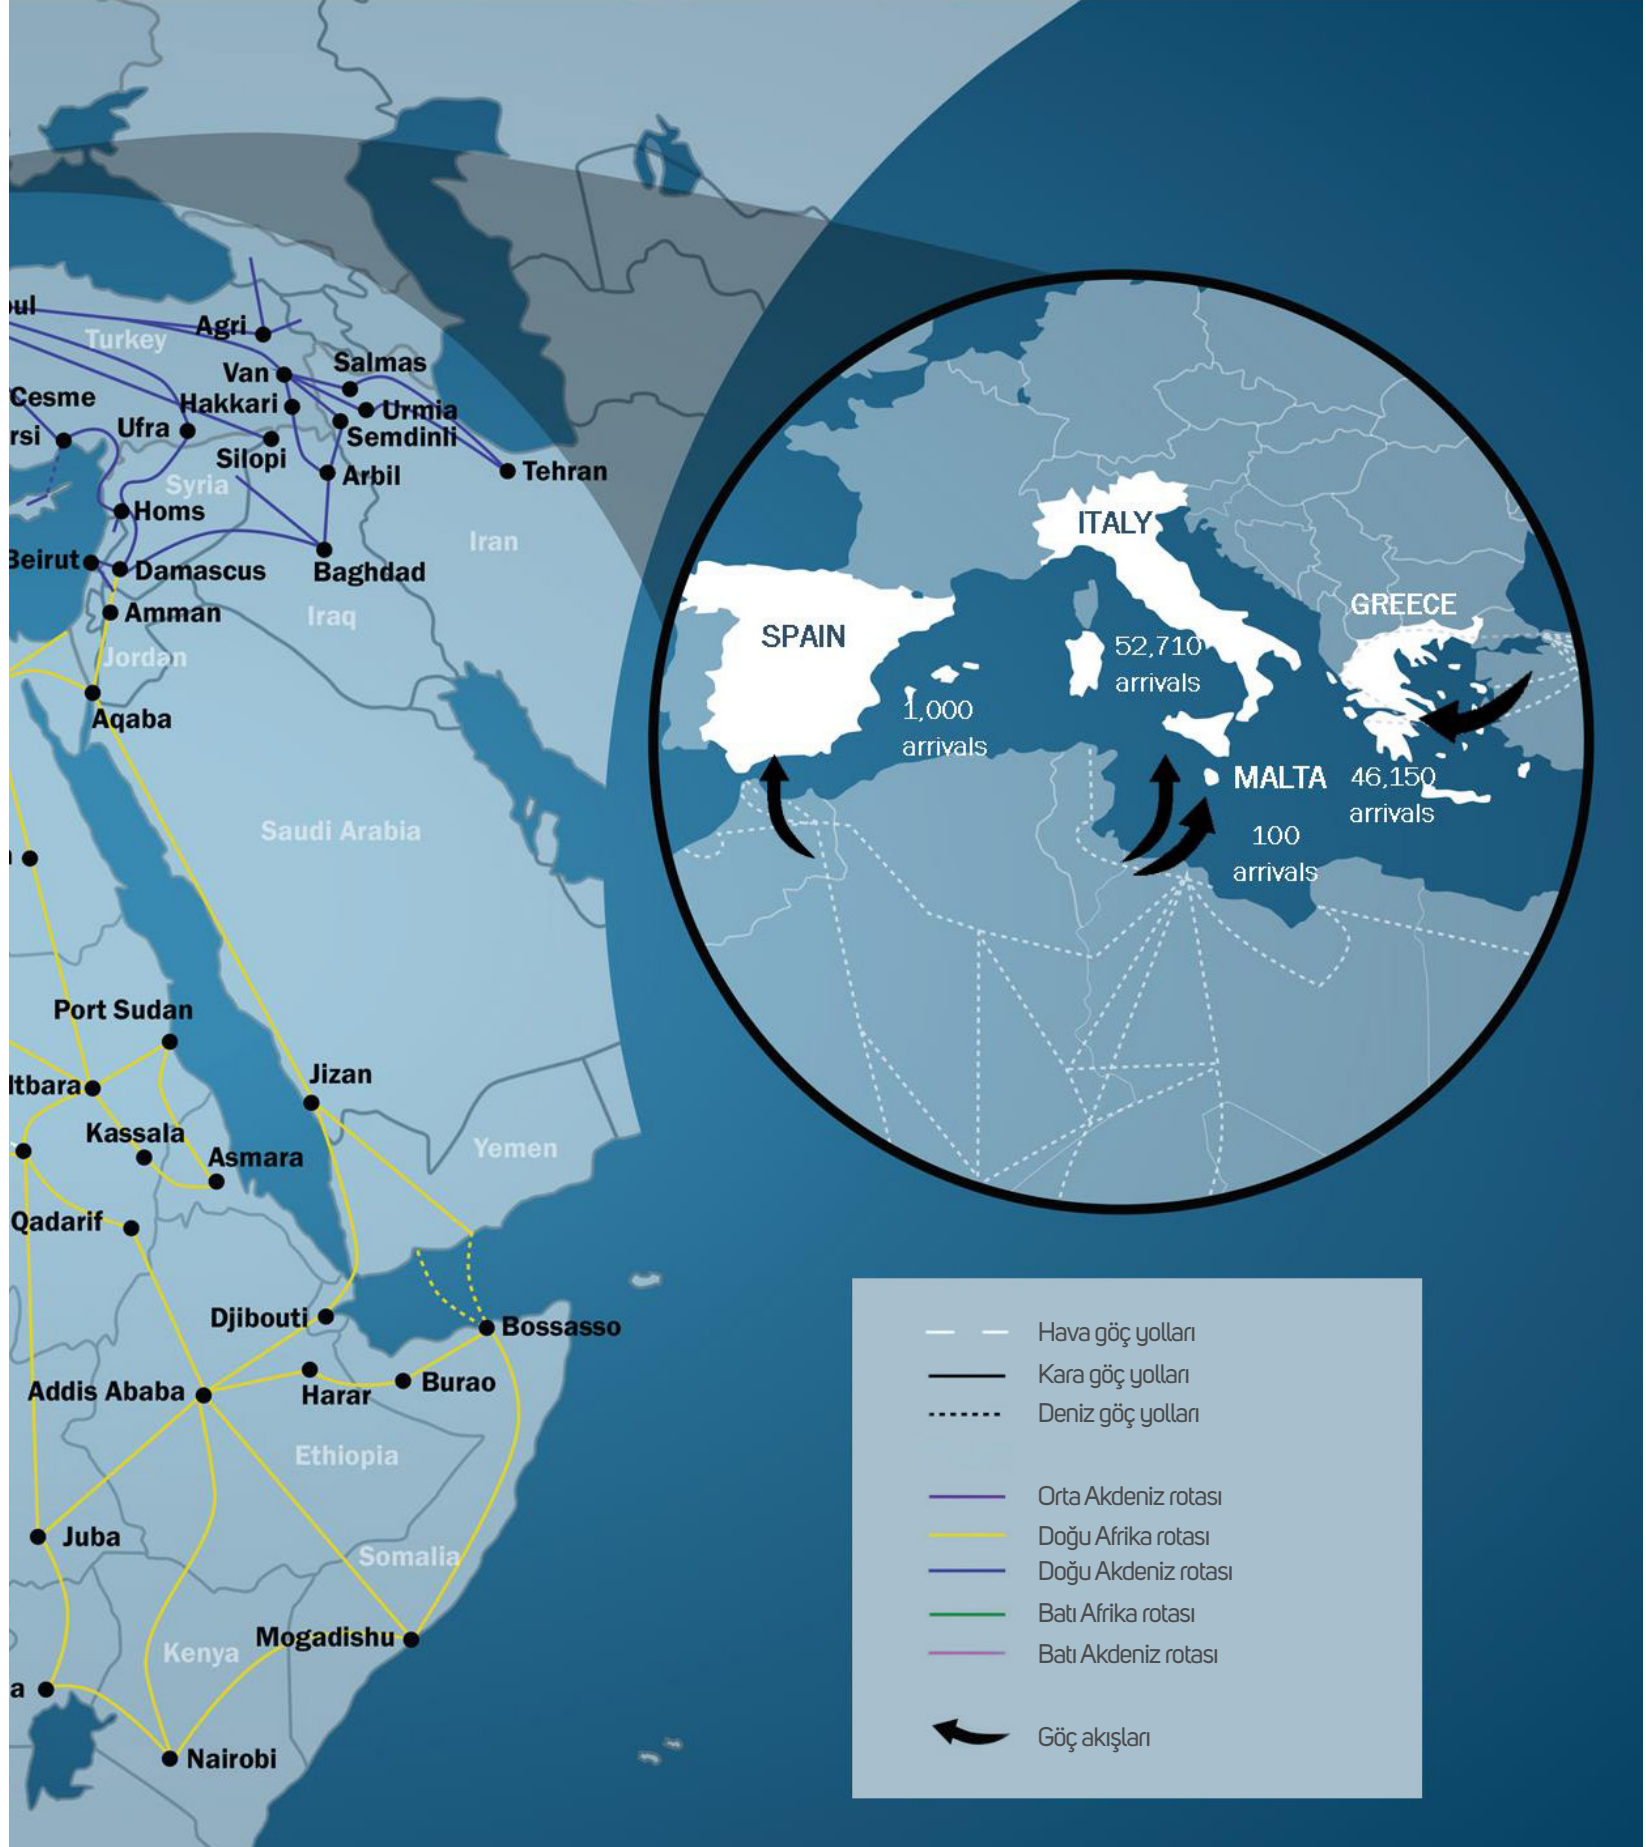 oul
Turkey
Agri
Van
Salmas
Cesme
Hakkari
Urmia
rsi
Ufra
Semdinli
Silopi
Arbil
Tehran
Syria
Homs
Iran
Beirut
Damascus
Baghdad
Amman
Iraq
Jordan
Aqaba
Saudi Arabia
Port Sudan
Jizan
ltbara
Kassala
Asmara
Yemen
Qadarif
Djibouti
Bossasso
Addis Ababa
Harar
Burao
Ethiopia
Juba
Somalia
Mogadishu
Kenya
a
Nairobi
ITALY
GREECE
SPAIN
52,710
arrivals
1,000
arrivals
MALTA
46,150
arrivals
100
arrivals
Hava göç yolları
Kara göç yolları
Deniz göç yolları
Orta Akdeniz rotası
Doğu Afrika rotası
Doğu Akdeniz rotası
Batı Afrika rotası
Batı Akdeniz rotası
Göç akışları